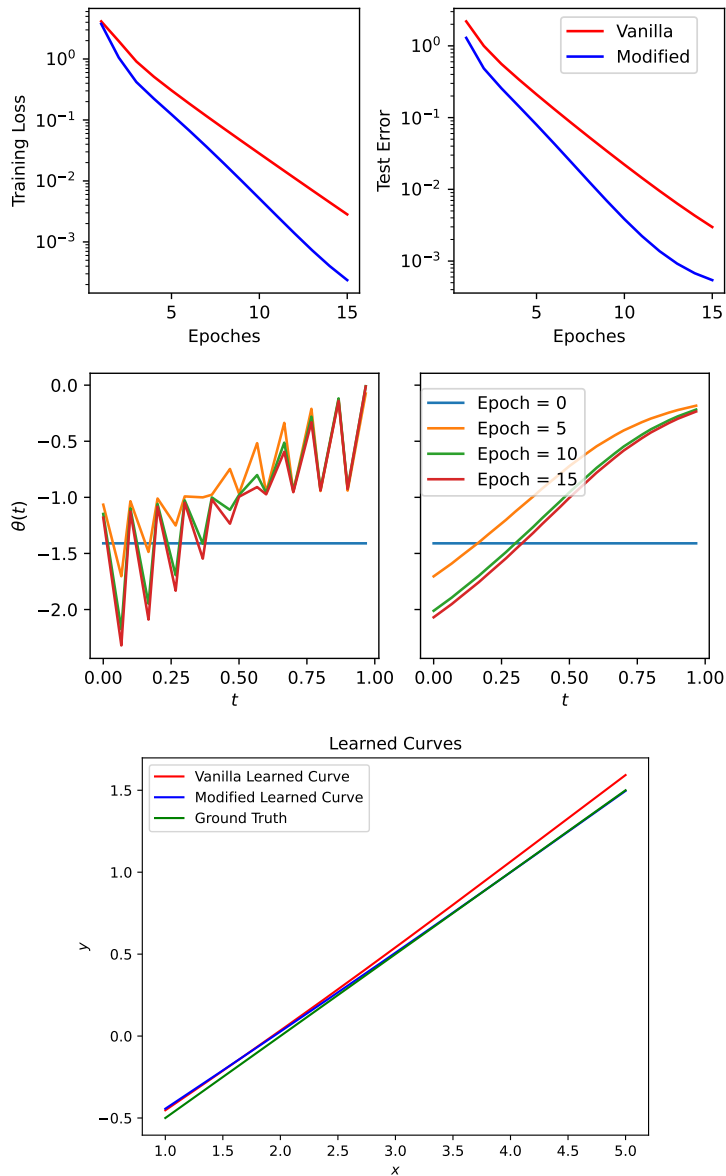 Training Loss
10⁰
10⁻¹
10⁻²
10⁻³
5
10
15
Epoches
Test Error
10⁰
10⁻¹
10⁻²
10⁻³
Vanilla
Modified
5
10
15
Epoches
θ(t)
0.0
−0.5
−1.0
−1.5
−2.0
0.00
0.25
0.50
0.75
1.00
t
Epoch = 0
Epoch = 5
Epoch = 10
Epoch = 15
0.00
0.25
0.50
0.75
1.00
t
Learned Curves
Vanilla Learned Curve
Modified Learned Curve
Ground Truth
y
1.5
1.0
0.5
0.0
−0.5
1.0
1.5
2.0
2.5
3.0
3.5
4.0
4.5
5.0
x